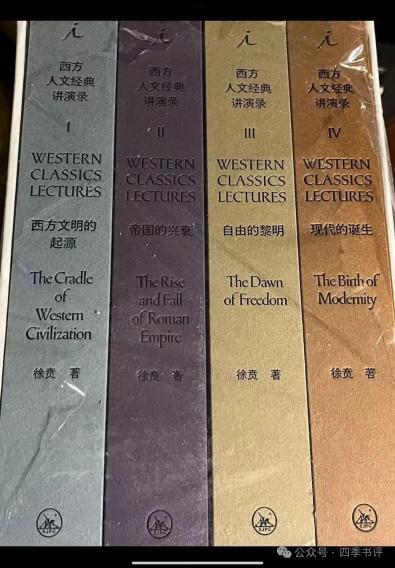 西方
人文经典
讲演录
I
WESTERN
CLASSICS
LECTURES
西方文明的
起源
The Cradle
of
Western
Civilization
徐贲 著
SJPC
西方
人文经典
讲演录
II
WESTERN
CLASSICS
LECTURES
帝国的兴衰
The Rise
and Fall
of Roman
Empire
徐贲 著
SJPC
西方
人文经典
讲演录
III
WESTERN
CLASSICS
LECTURES
自由的黎明
The Dawn
of Freedom
徐贲 著
SJPC
西方
人文经典
讲演录
IV
WESTERN
CLASSICS
LECTURES
现代的诞生
The Birth of
Modernity
徐贲 著
SJPC
公众号·四季书评